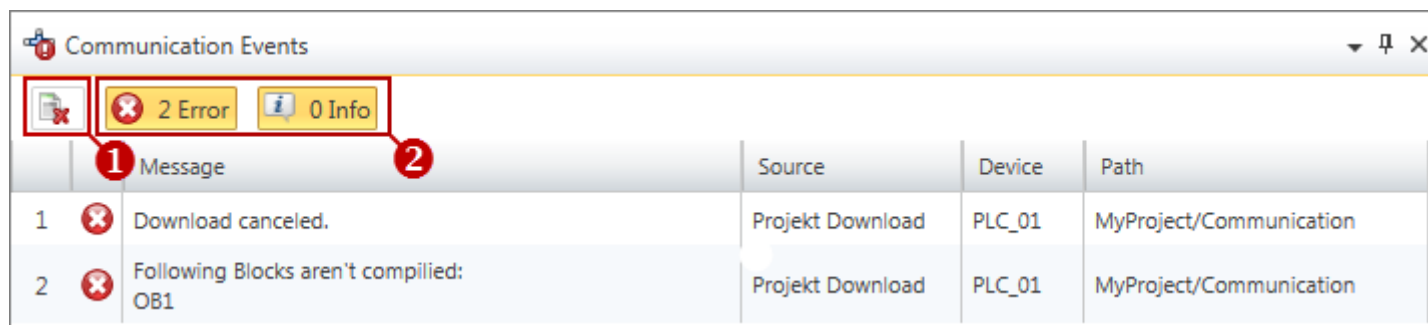 Communication Events
2 Error 0 Info
1 2
Message Source Device Path
1 Download canceled. Projekt Download PLC_01 MyProject/Communication
2 Following Blocks aren't compilied: Projekt Download PLC_01 MyProject/Communication
OB1